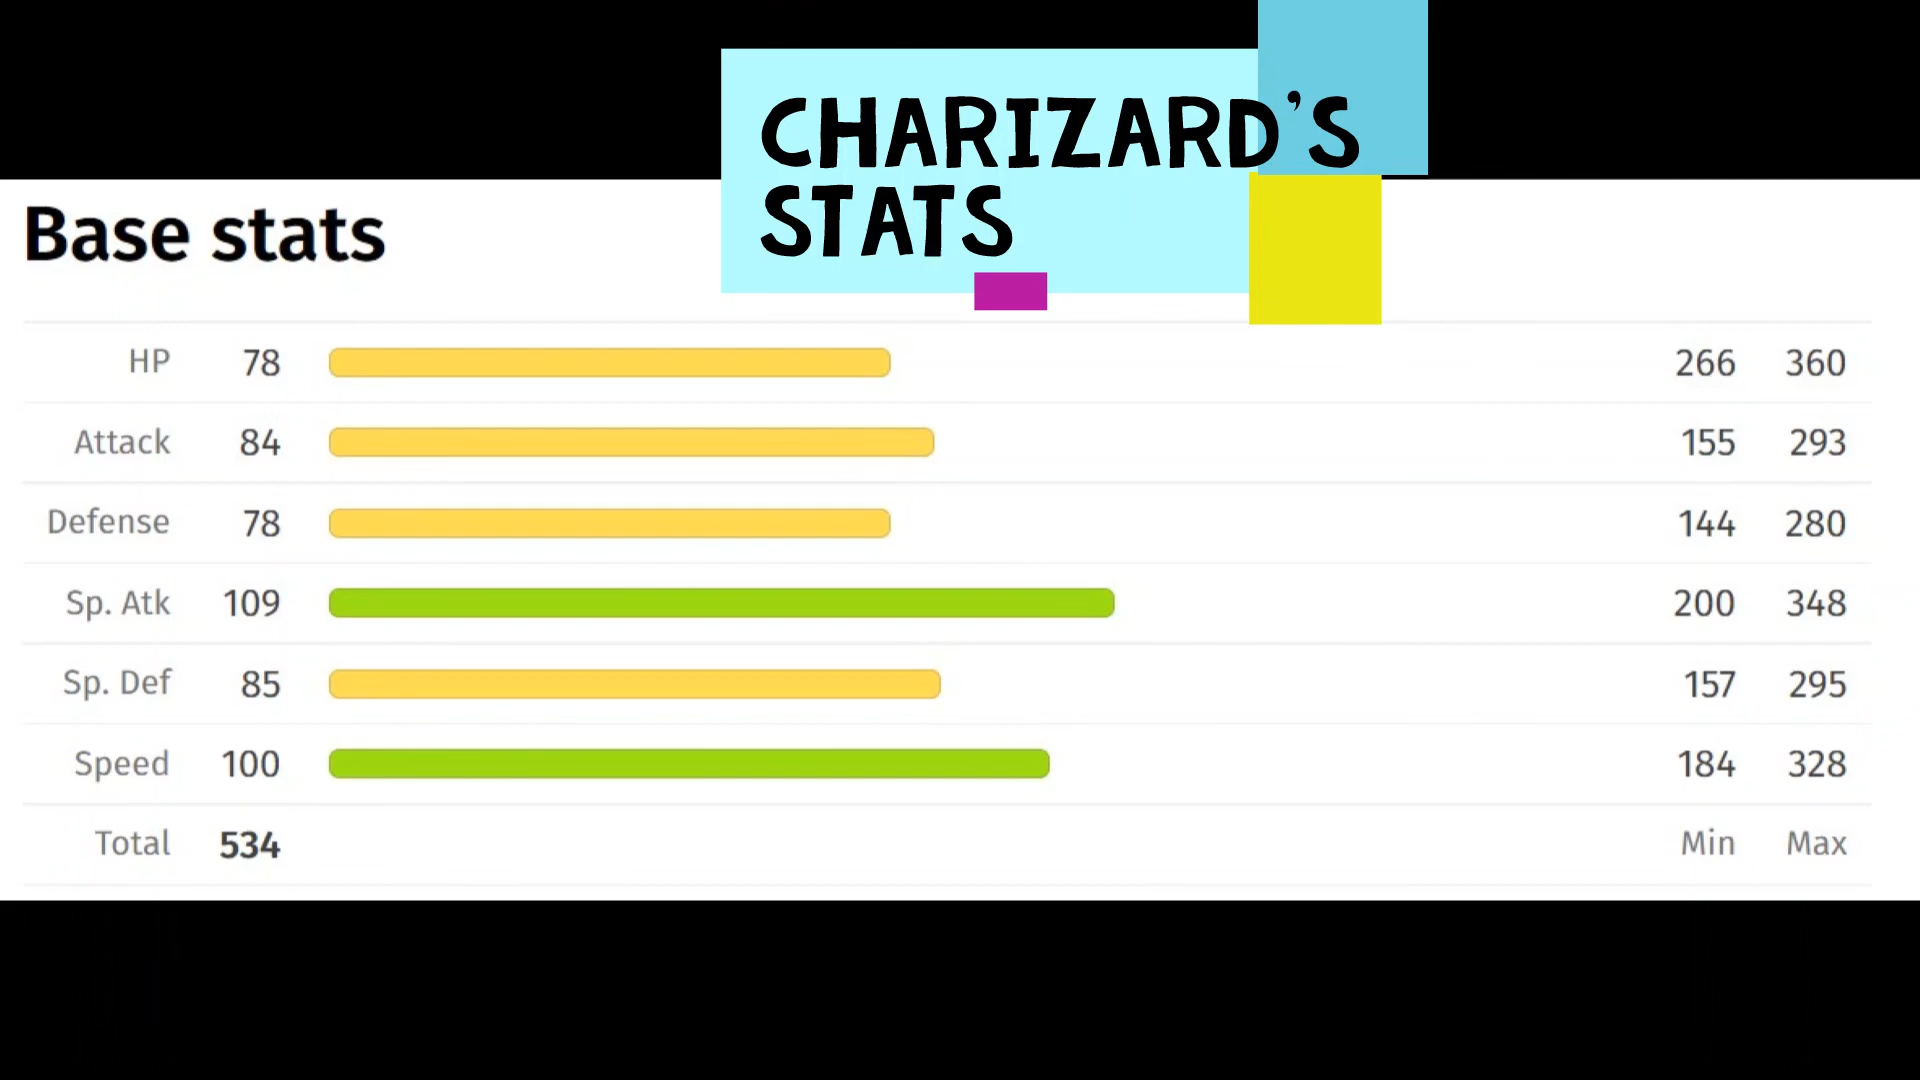 CHARIZARD'S
STATS
Base stats
HP 78 266 360
Attack 84 155 293
Defense 78 144 280
Sp. Atk 109 200 348
Sp. Def 85 157 295
Speed 100 184 328
Total 534 Min Max